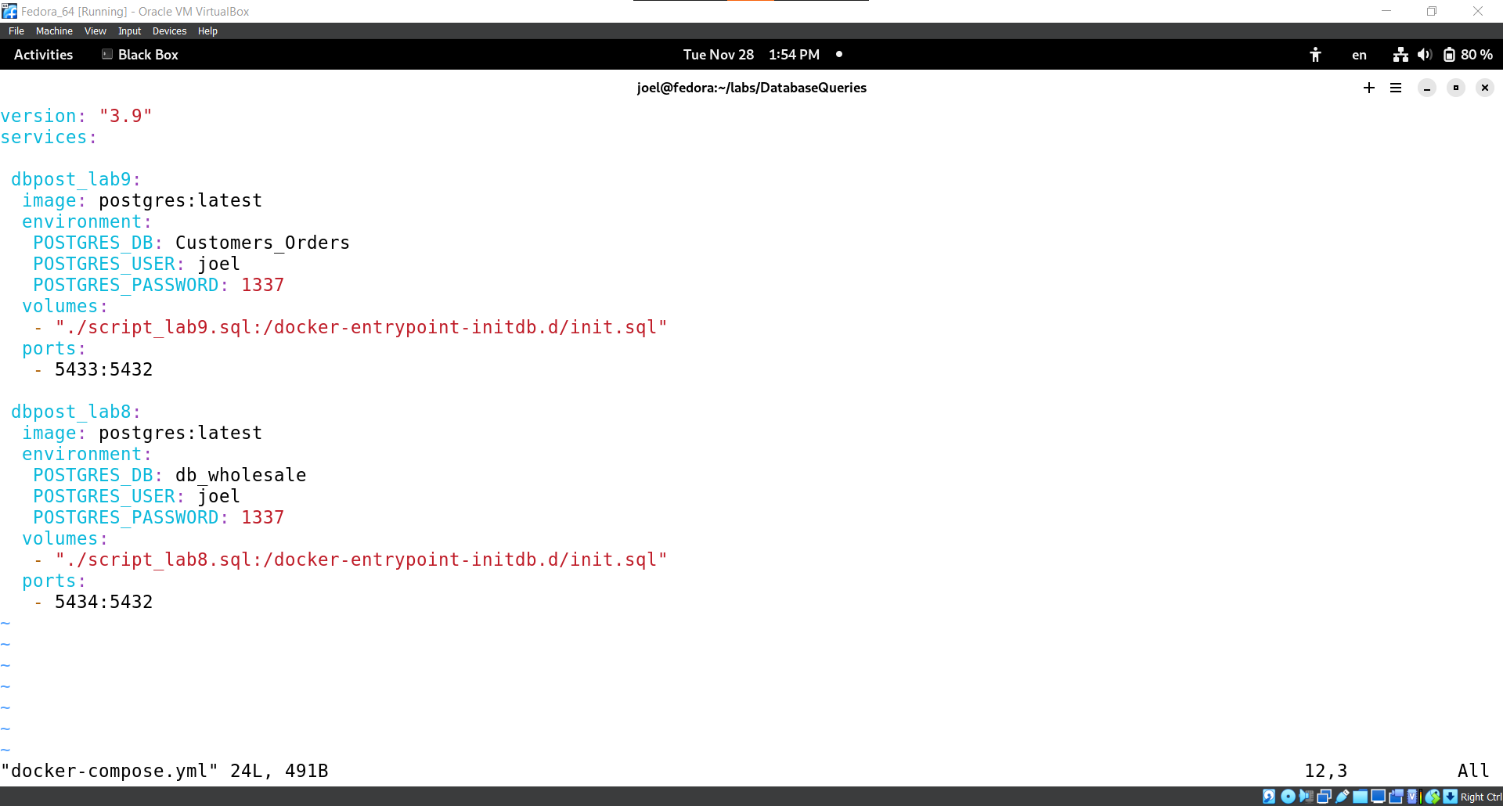 Fedora_64 [Running] - Oracle VM VirtualBox
File Machine View Input Devices Help
Activities Black Box Tue Nov 28 1:54 PM en 80 %
joel@fedora:~/labs/DatabaseQueries
version: "3.9"
services:
dbpost_lab9:
image: postgres:latest
environment:
POSTGRES_DB: Customers_Orders
POSTGRES_USER: joel
POSTGRES_PASSWORD: 1337
volumes:
- "./script_lab9.sql:/docker-entrypoint-initdb.d/init.sql"
ports:
- 5433:5432
dbpost_lab8:
image: postgres:latest
environment:
POSTGRES_DB: db_wholesale
POSTGRES_USER: joel
POSTGRES_PASSWORD: 1337
volumes:
- "./script_lab8.sql:/docker-entrypoint-initdb.d/init.sql"
ports:
- 5434:5432
~
~
~
~
~
~
~
"docker-compose.yml" 24L, 491B 12,3 All
Right Ctrl